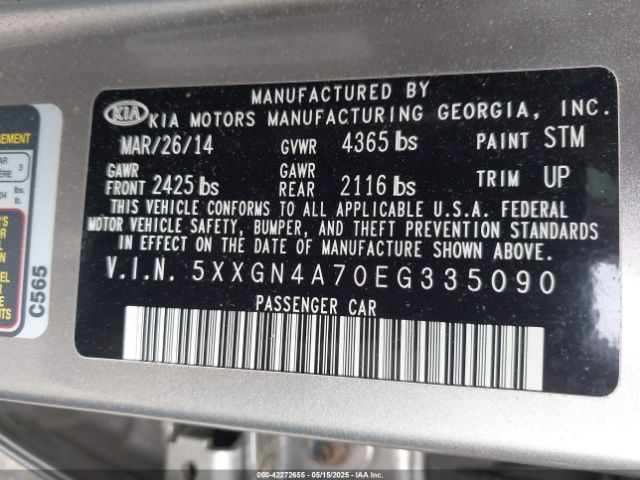 MANUFACTURED BY
KIA KIA MOTORS MANUFACTURING GEORGIA, INC.
MAR/26/14 GVWR 4365 lbs PAINT STM
GAWR FRONT 2425 lbs GAWR REAR 2116 lbs TRIM UP
THIS VEHICLE CONFORMS TO ALL APPLICABLE U.S.A. FEDERAL
MOTOR VEHICLE SAFETY, BUMPER, AND THEFT PREVENTION STANDARDS
IN EFFECT ON THE DATE OF MANUFACTURE SHOWN ABOVE.
V.I.N. 5XXGN4A70EG335090
PASSENGER CAR
C565
000-42272655 - 05/15/2025 - IAAI, Inc.